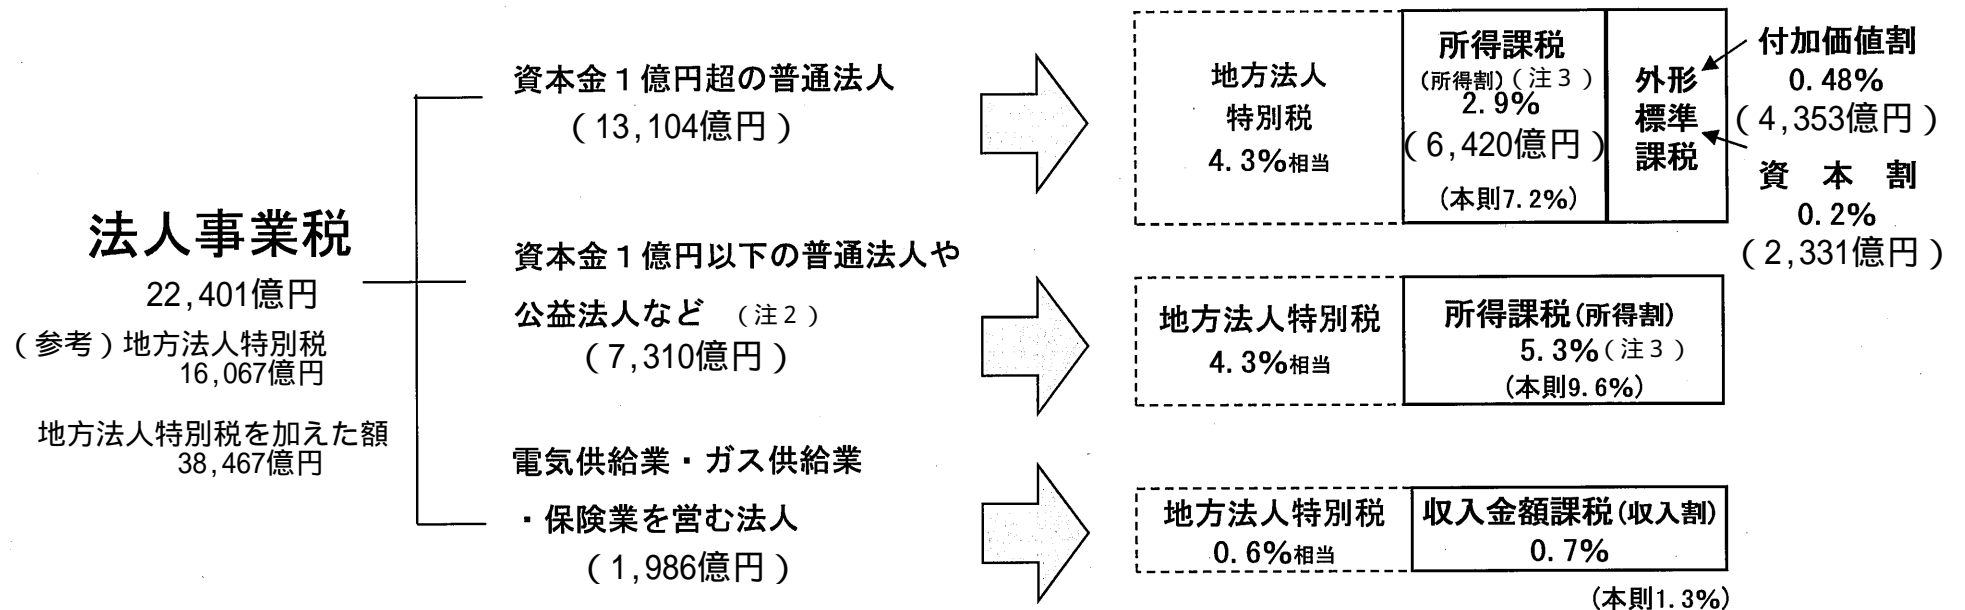 法人事業税
22,401億円
（参考）地方法人特別税
16,067億円
地方法人特別税を加えた額
38,467億円
資本金１億円超の普通法人
（13,104億円）
地方法人
特別税
4.3%相当
所得課税
(所得割)（注３）
2.9%
（6,420億円）
(本則7.2%)
外形
標準
課税
付加価値割
0.48%
（4,353億円）
資　本　割
0.2%
（2,331億円）
資本金１億円以下の普通法人や
公益法人など　（注２）
（7,310億円）
地方法人特別税
4.3%相当
所得課税(所得割)
5.3%（注３）
(本則9.6%)
電気供給業・ガス供給業
・保険業を営む法人
（1,986億円）
地方法人特別税
0.6%相当
収入金額課税(収入割)
0.7%
(本則1.3%)